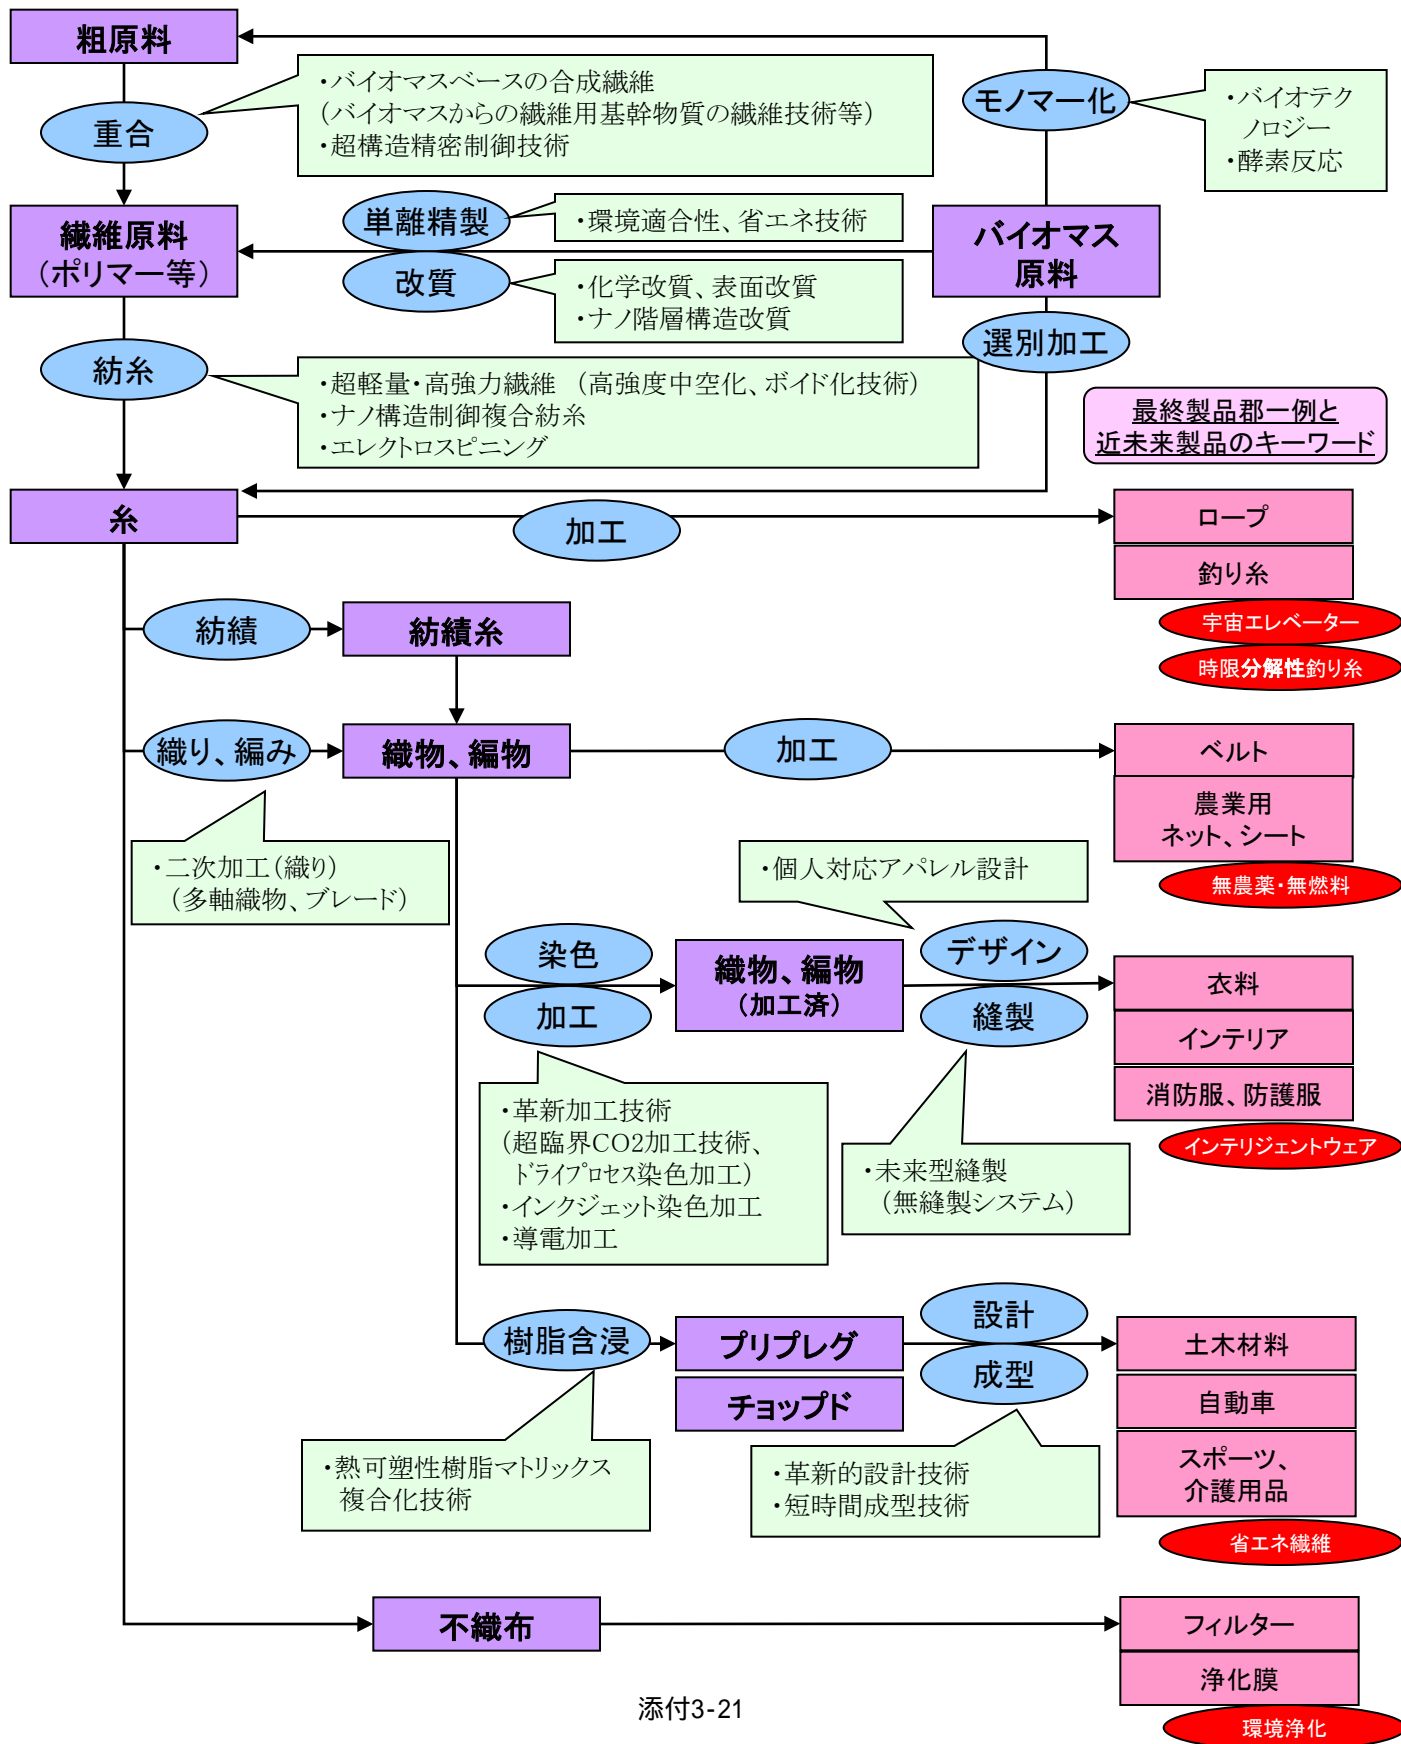 粗原料
・バイオマスベースの合成繊維
(バイオマスからの繊維用基幹物質の繊維技術等)
・超構造精密制御技術
モノマー化
・バイオテク
ノロジー
・酵素反応
重合
繊維原料
(ポリマー等)
単離精製
・環境適合性、省エネ技術
改質
・化学改質、表面改質
・ナノ階層構造改質
バイオマス
原料
選別加工
紡糸
・超軽量・高強力繊維 (高強度中空化、ボイド化技術)
・ナノ構造制御複合紡糸
・エレクトロスピニング
最終製品郡一例と
近未来製品のキーワード
糸
加工
ロープ
釣り糸
宇宙エレベーター
時限分解性釣り糸
紡績
紡績糸
織り、編み
織物、編物
加工
ベルト
農業用
ネット、シート
無農薬・無燃料
・二次加工(織り)
(多軸織物、ブレード)
・個人対応アパレル設計
染色
加工
織物、編物
(加工済)
デザイン
縫製
衣料
インテリア
消防服、防護服
インテリジェントウェア
・革新加工技術
(超臨界CO2加工技術、
ドライプロセス染色加工)
・インクジェット染色加工
・導電加工
・未来型縫製
(無縫製システム)
樹脂含浸
プリプレグ
チョップド
設計
成型
土木材料
自動車
スポーツ、
介護用品
省エネ繊維
・熱可塑性樹脂マトリックス
複合化技術
・革新的設計技術
・短時間成型技術
不織布
フィルター
浄化膜
環境浄化
添付3-21